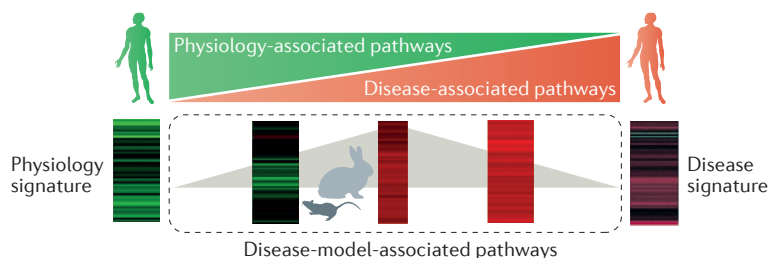 Physiology-associated pathways
Disease-associated pathways
Physiology
signature
Disease
signature
Disease-model-associated pathways